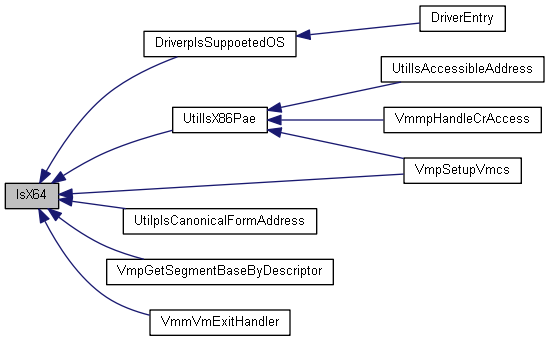 DriverEntry
DriverpIsSuppoetedOS
UtilIsAccessibleAddress
UtilIsX86Pae
VmmpHandleCrAccess
VmpSetupVmcs
IsX64
UtilpIsCanonicalFormAddress
VmpGetSegmentBaseByDescriptor
VmmVmExitHandler